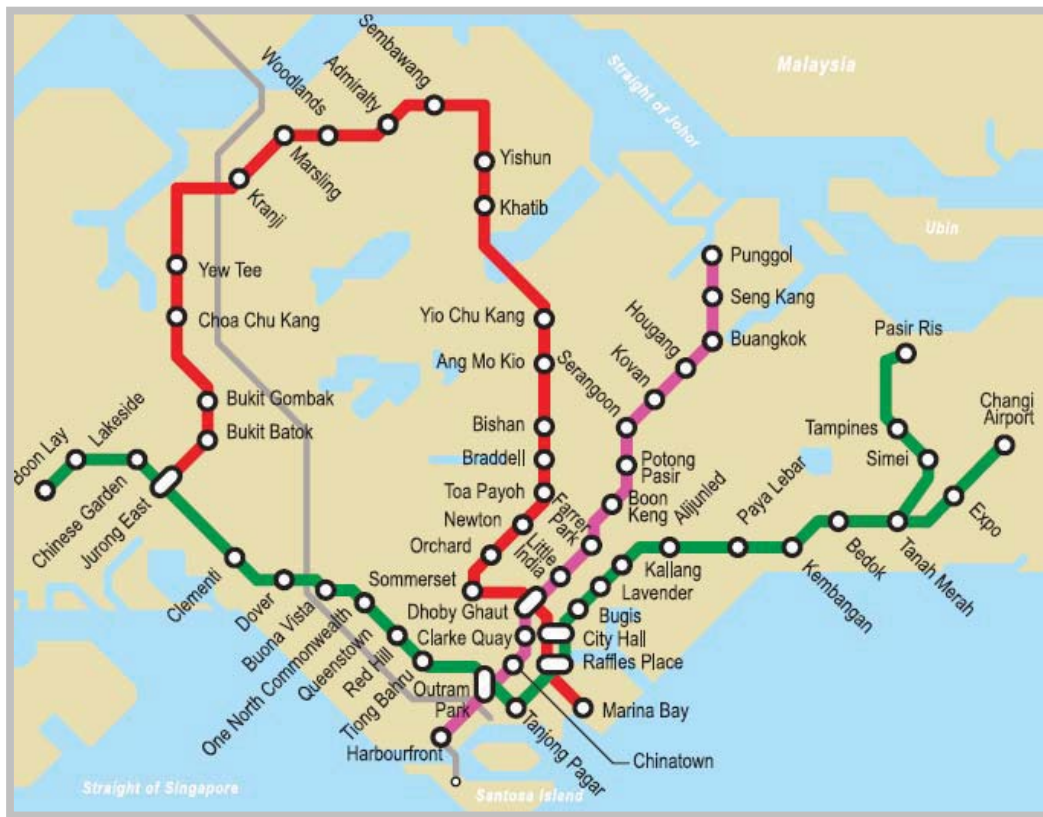 Malaysia
Straight of Johor
Ubin
Sembawang
Admiralty
Woodlands
Marsling
Kranji
Yew Tee
Choa Chu Kang
Bukit Gombak
Bukit Batok
Yishun
Khatib
Yio Chu Kang
Ang Mo Kio
Bishan
Braddell
Toa Payoh
Newton
Orchard
Sommerset
Punggol
Seng Kang
Buangkok
Hougang
Kovan
Serangoon
Potong
Pasir
Boon
Keng
Farrer
Park
Little
India
Dhoby Ghaut
Clarke Quay
Chinatown
Outram
Park
Harbourfront
Pasir Ris
Tampines
Simei
Changi
Airport
Expo
Tanah Merah
Bedok
Kembangan
Paya Lebar
Alijunled
Kallang
Lavender
Bugis
City Hall
Raffles Place
Marina Bay
Tanjong Pagar
Tiong Bahru
Red Hill
Queenstown
One North Commonwealth
Buona Vista
Dover
Clementi
Jurong East
Chinese Garden
Lakeside
Boon Lay
Straight of Singapore
Santosa Island